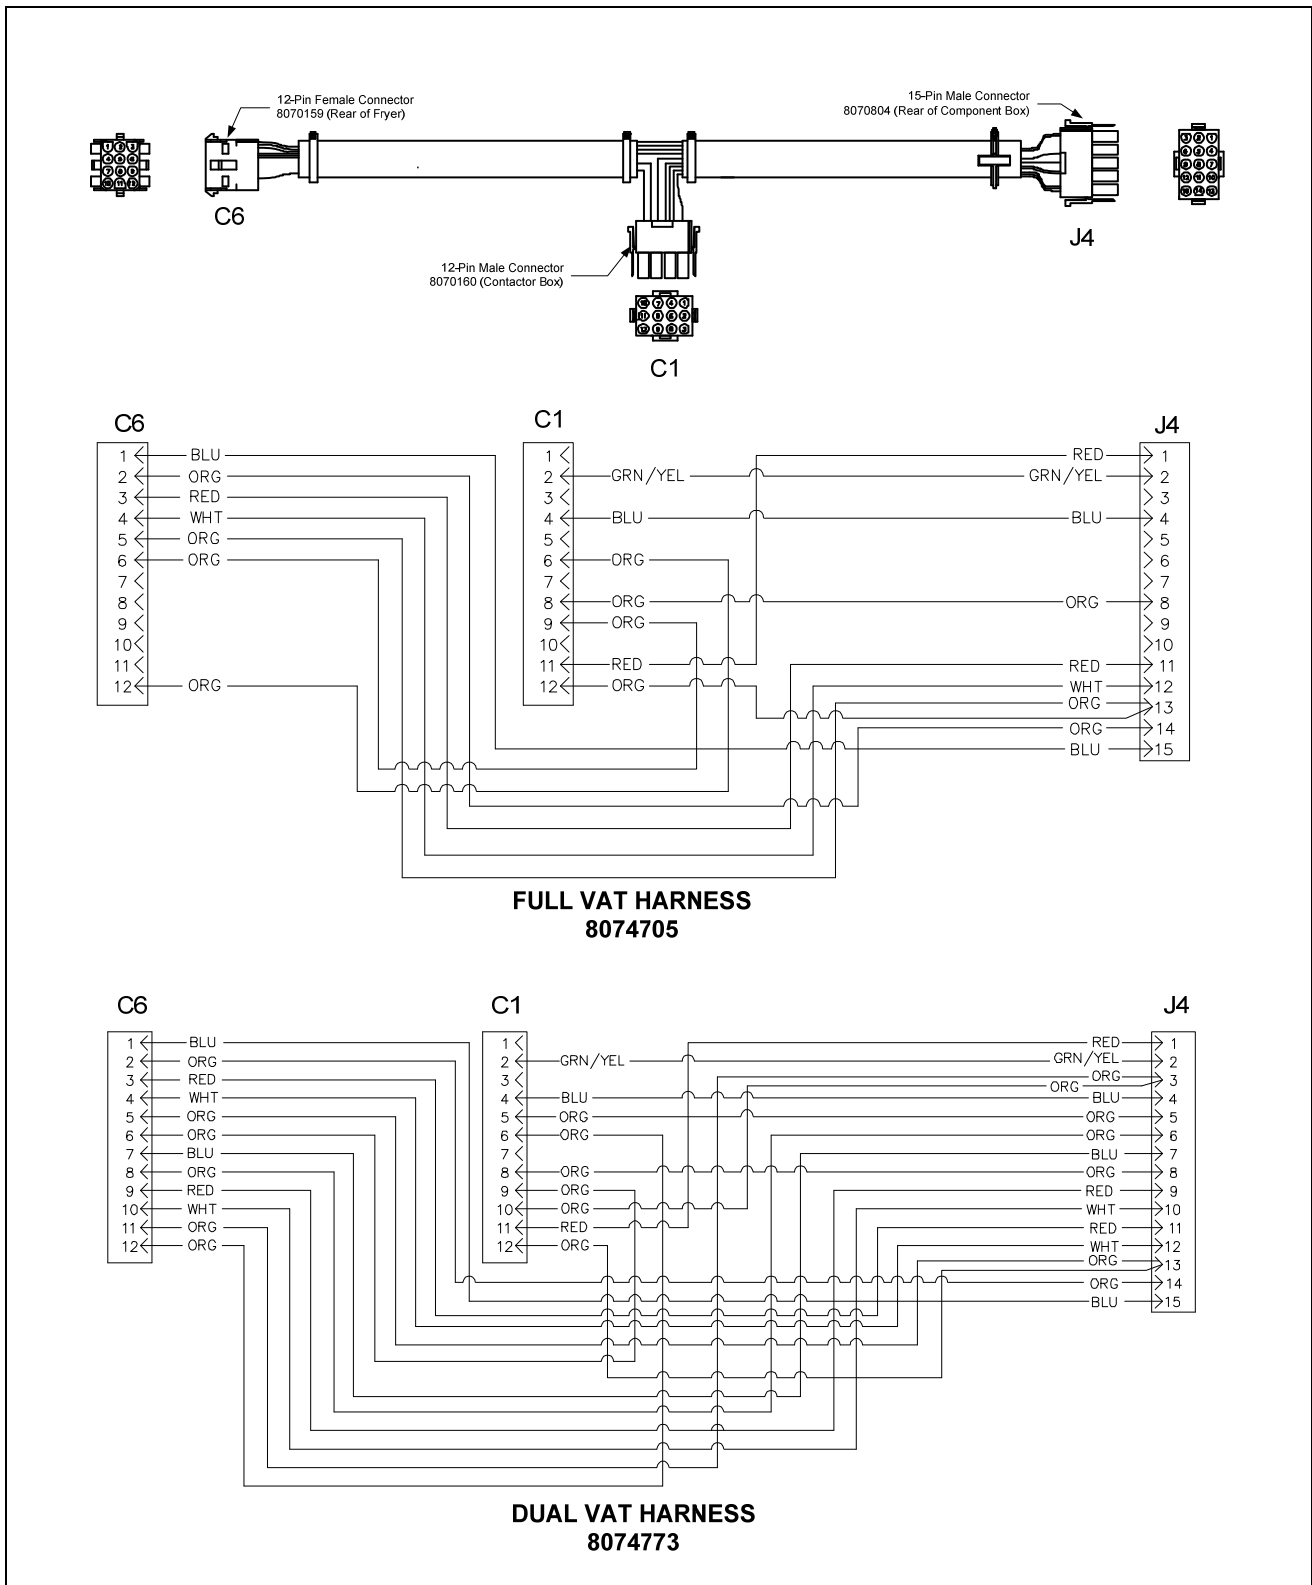 12-Pin Female Connector
8070159 (Rear of Fryer)
15-Pin Male Connector
8070804 (Rear of Component Box)
C6
J4
12-Pin Male Connector
8070160 (Contactor Box)
C1
C6
C1
J4
1 BLU
2 ORG
3 RED
4 WHT
5 ORG
6 ORG
7
8
9
10
11
12 ORG
1
2 GRN/YEL
3
4 BLU
5
6 ORG
7
8 ORG
9 ORG
10
11 RED
12 ORG
RED 1
GRN/YEL 2
3
BLU 4
5
6
7
ORG 8
9
10
RED 11
WHT 12
ORG 13
ORG 14
BLU 15
FULL VAT HARNESS
8074705
C6
C1
J4
1 BLU
2 ORG
3 RED
4 WHT
5 ORG
6 ORG
7 BLU
8 ORG
9 RED
10 WHT
11 ORG
12 ORG
1
2 GRN/YEL
3
4 BLU
5 ORG
6 ORG
7
8 ORG
9 ORG
10 ORG
11 RED
12 ORG
RED 1
GRN/YEL 2
ORG 3
ORG
BLU 4
ORG 5
ORG 6
BLU 7
ORG 8
RED 9
WHT 10
RED 11
WHT 12
ORG 13
ORG 14
BLU 15
DUAL VAT HARNESS
8074773